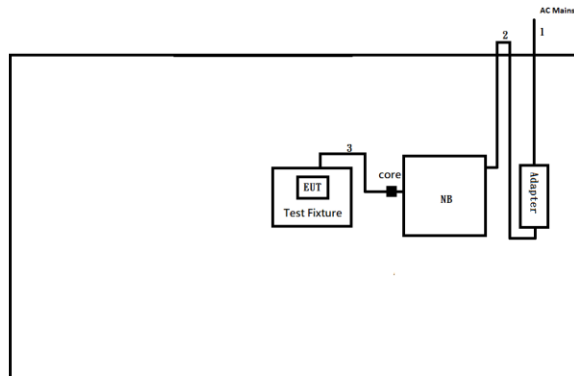 AC Mains
1
2
3
core
EUT
Test Fixture
NB
Adapter